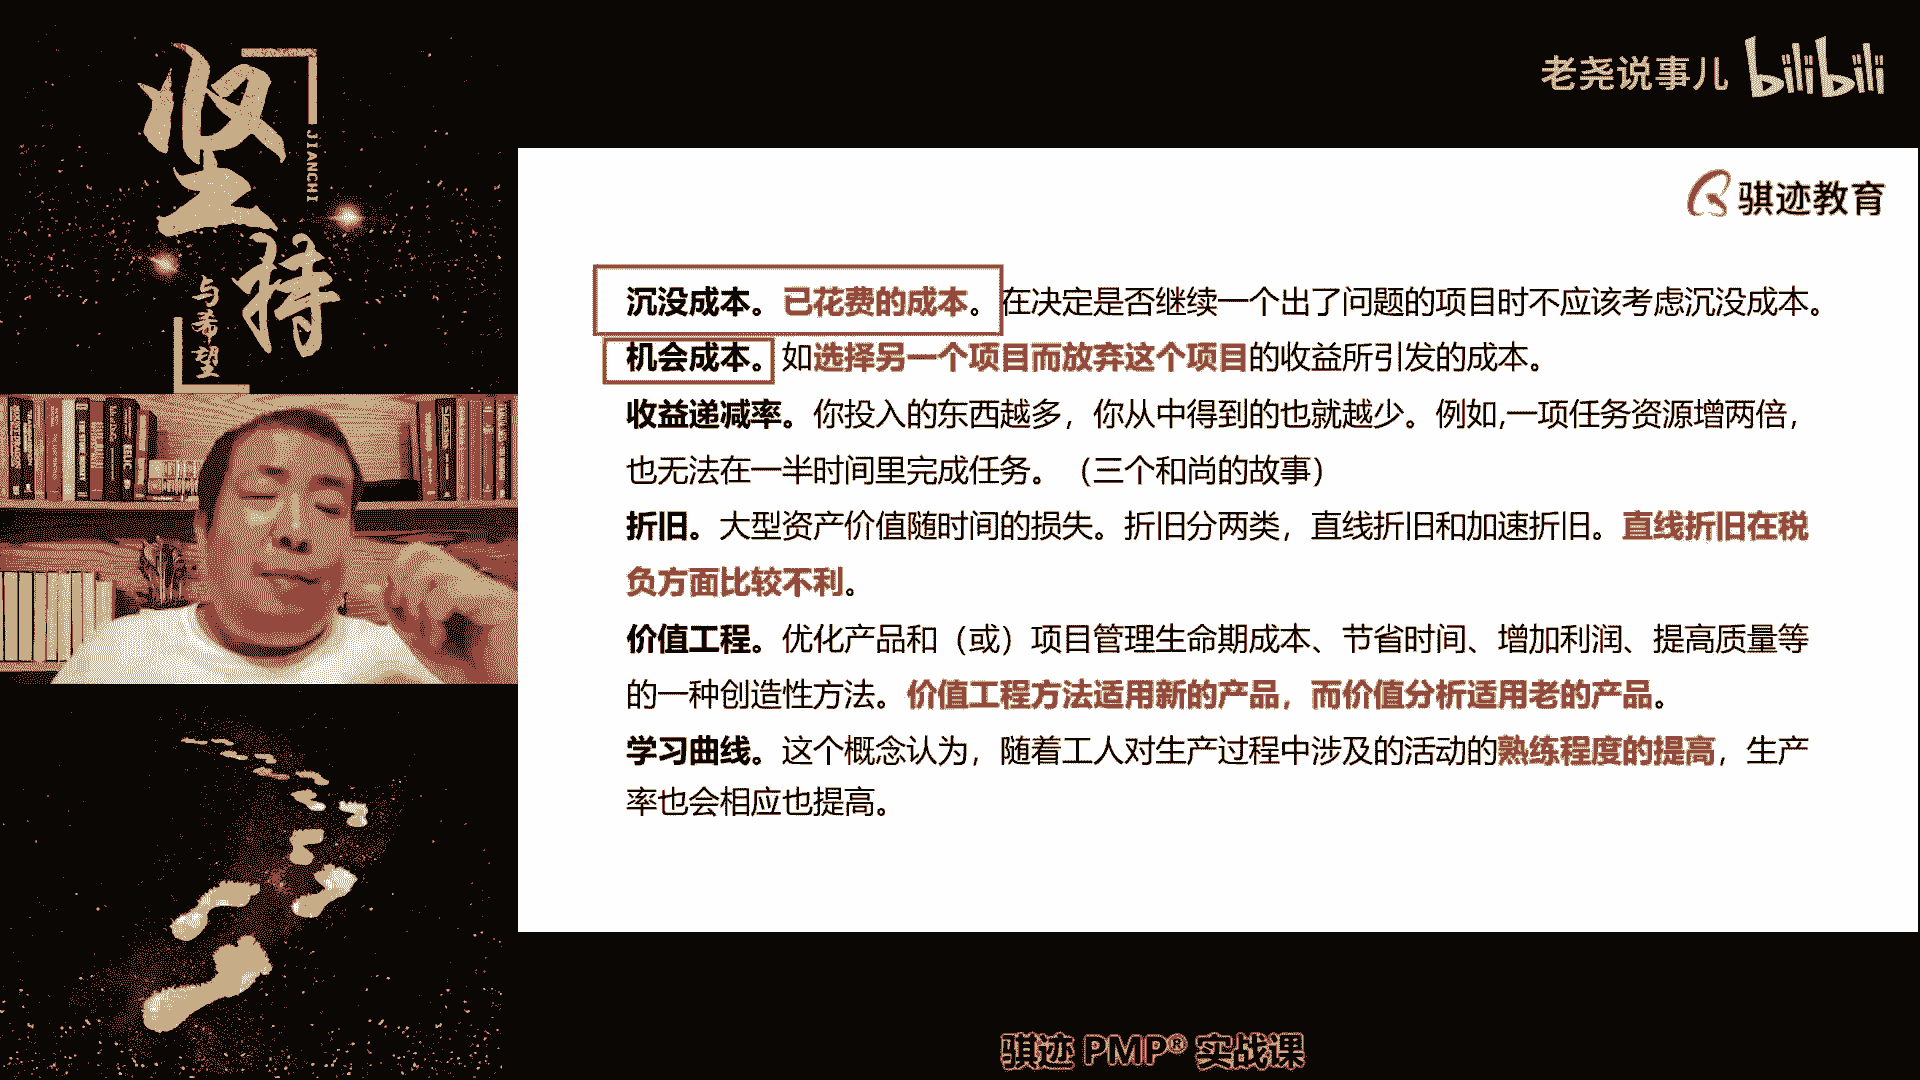 坚持
JIANCHI
与希望
老尧说事儿 bilibili
骐迹教育
沉没成本。已花费的成本。在决定是否继续一个出了问题的项目时不应该考虑沉没成本。
机会成本。如选择另一个项目而放弃这个项目的收益所引发的成本。
收益递减率。你投入的东西越多，你从中得到的也就越少。例如,一项任务资源增两倍，
也无法在一半时间里完成任务。（三个和尚的故事）
折旧。大型资产价值随时间的损失。折旧分两类，直线折旧和加速折旧。直线折旧在税
负方面比较不利。
价值工程。优化产品和（或）项目管理生命期成本、节省时间、增加利润、提高质量等
的一种创造性方法。价值工程方法适用新的产品，而价值分析适用老的产品。
学习曲线。这个概念认为，随着工人对生产过程中涉及的活动的熟练程度的提高，生产
率也会相应也提高。
骐迹 PMP® 实战课